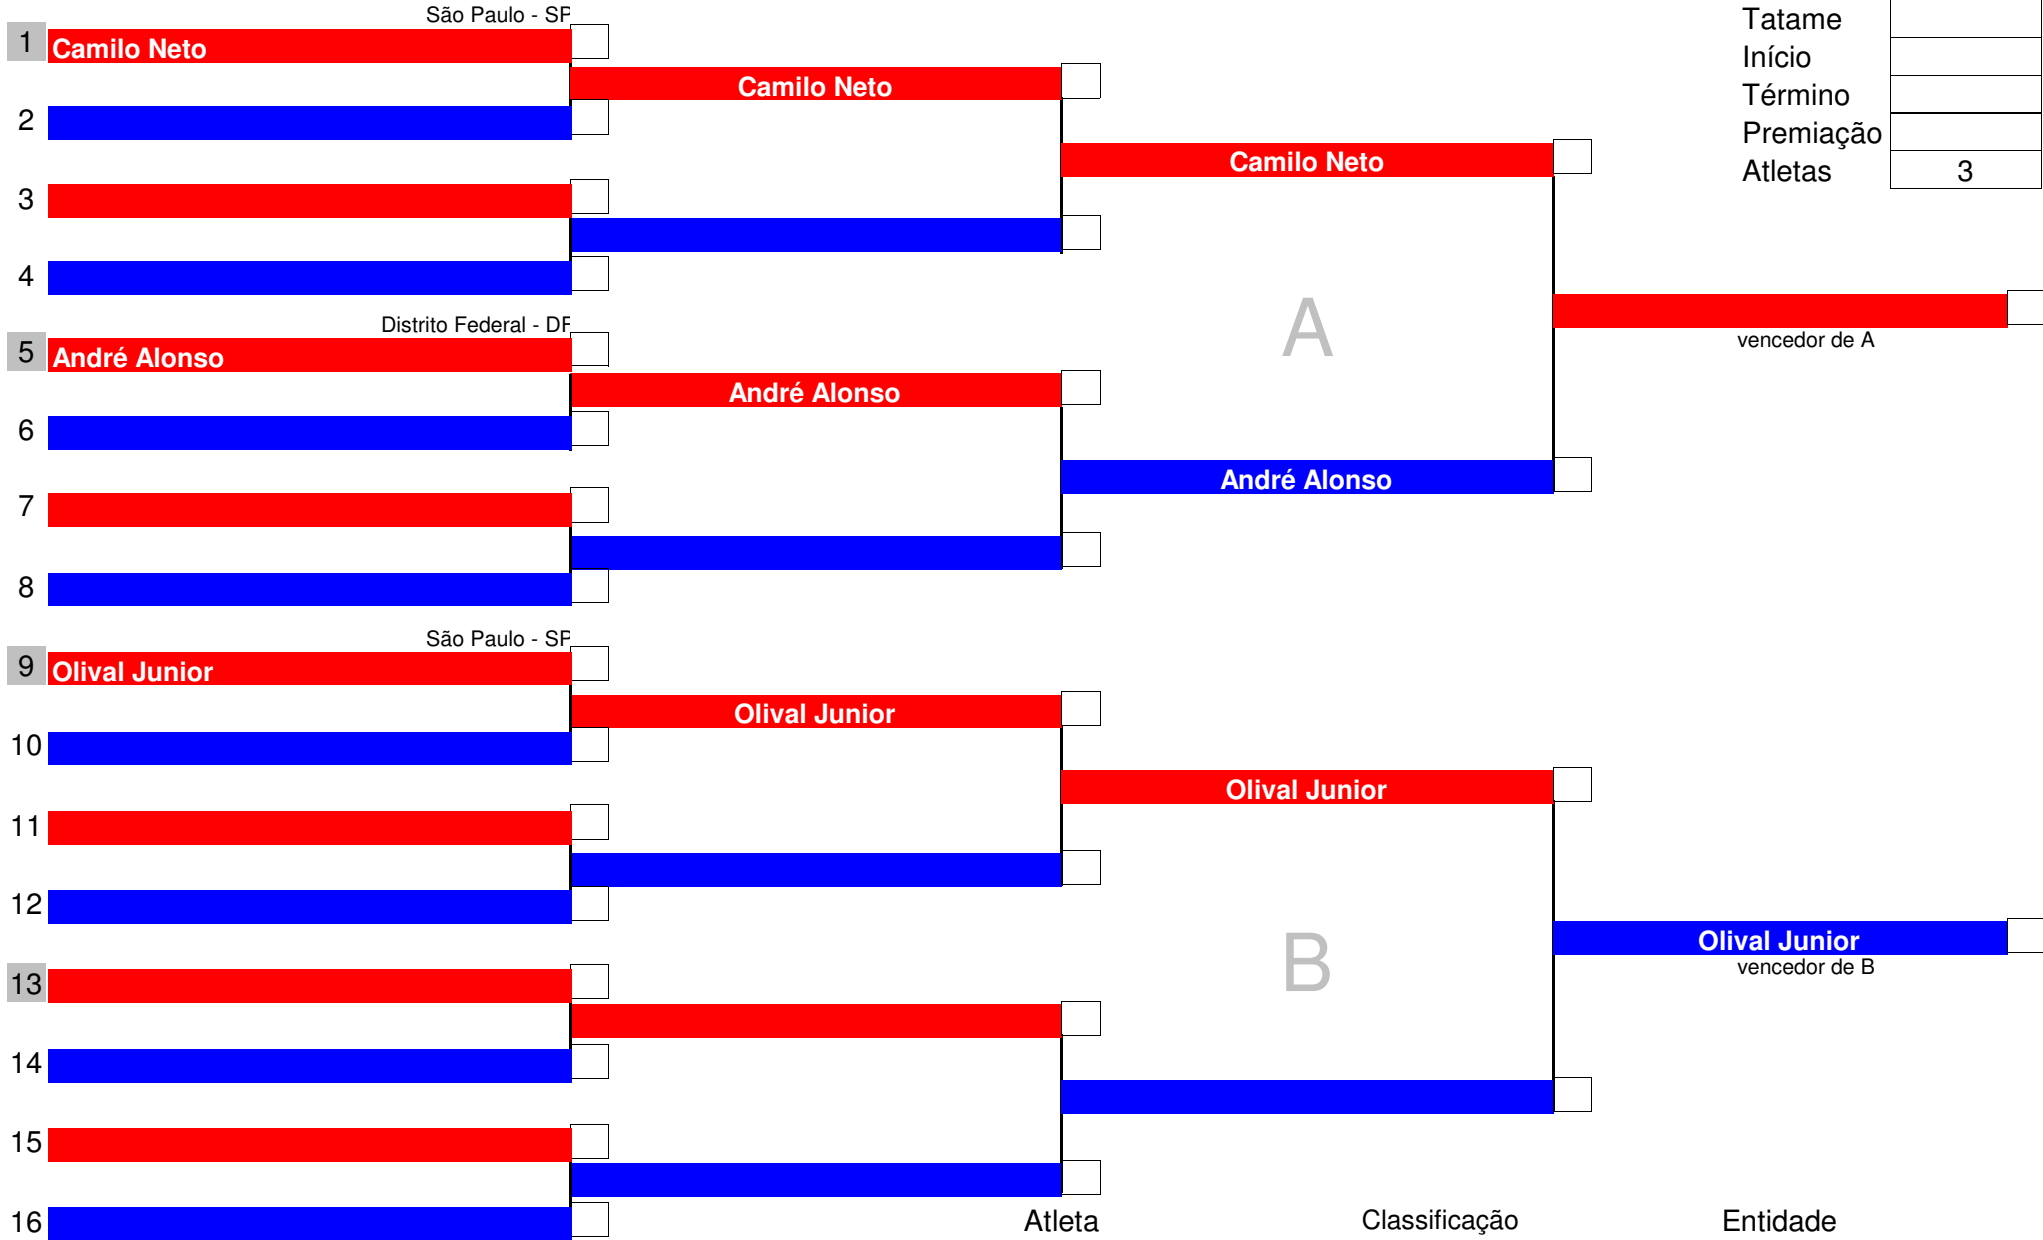 São Paulo - SP
1 Camilo Neto
Camilo Neto
2
Camilo Neto
3
4
Tatame
Início
Término
Premiação
Atletas 3
Distrito Federal - DF
5 André Alonso
André Alonso
6
André Alonso
7
8
A
vencedor de A
São Paulo - SP
9 Olival Junior
Olival Junior
10
Olival Junior
11
12
B
Olival Junior
vencedor de B
13
14
15
16
Atleta Classificação Entidade